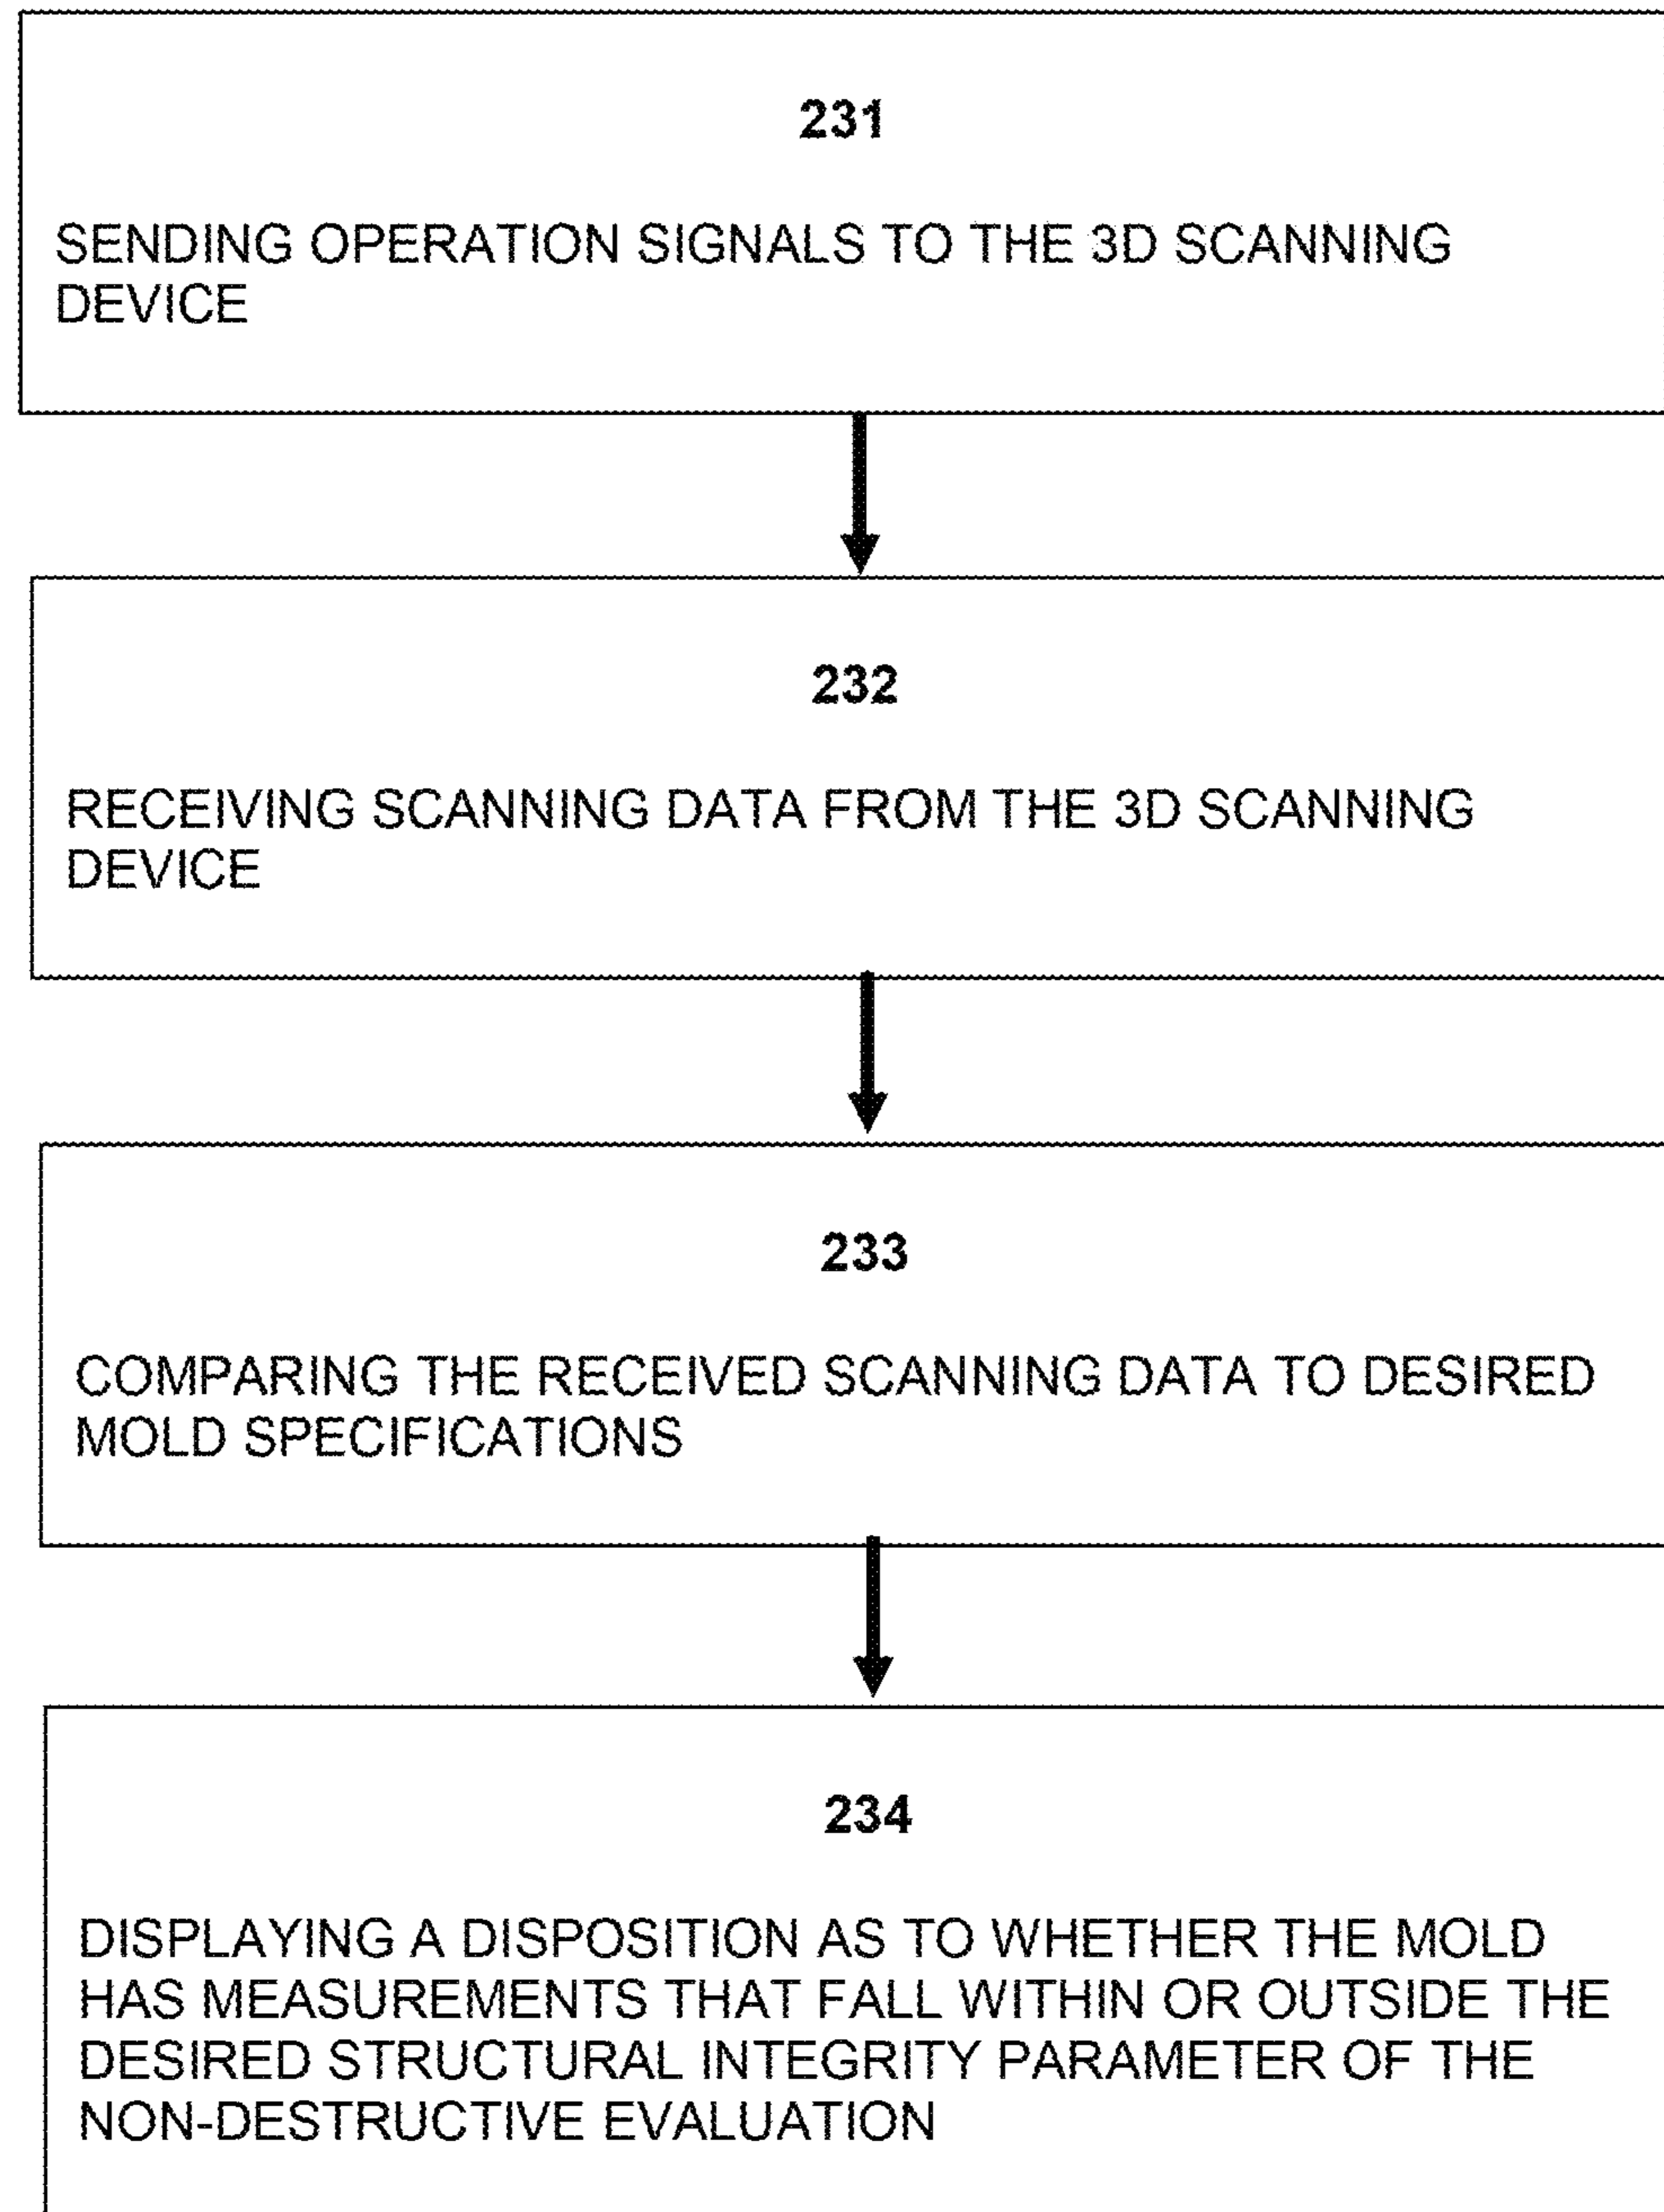 231
SENDING OPERATION SIGNALS TO THE 3D SCANNING
DEVICE
232
RECEIVING SCANNING DATA FROM THE 3D SCANNING
DEVICE
233
COMPARING THE RECEIVED SCANNING DATA TO DESIRED
MOLD SPECIFICATIONS
234
DISPLAYING A DISPOSITION AS TO WHETHER THE MOLD
HAS MEASUREMENTS THAT FALL WITHIN OR OUTSIDE THE
DESIRED STRUCTURAL INTEGRITY PARAMETER OF THE
NON-DESTRUCTIVE EVALUATION